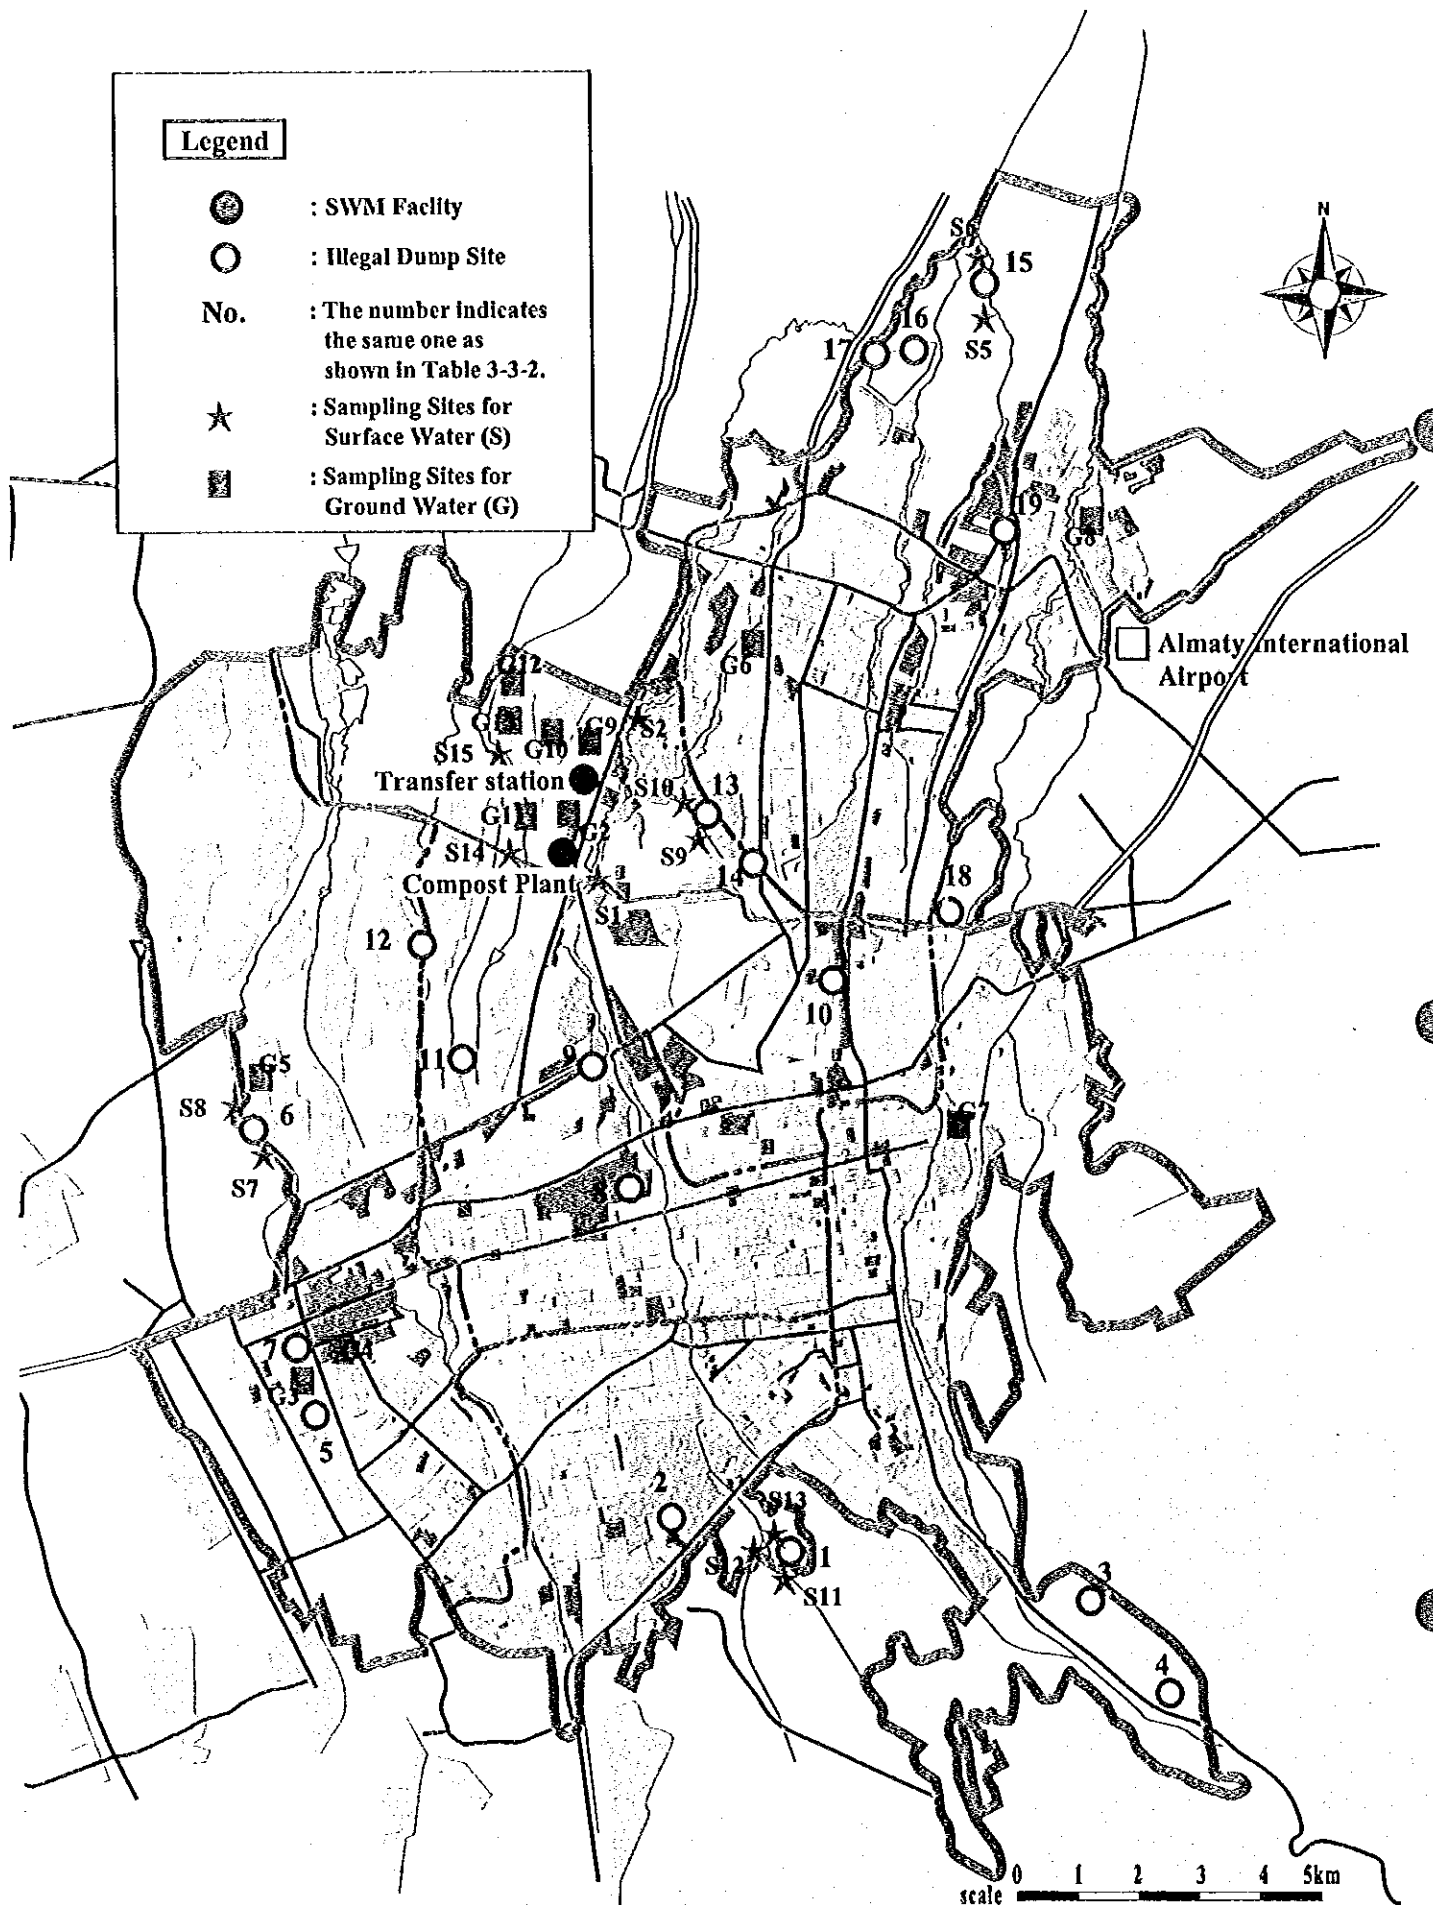 Legend
: SWM Faclity
: Illegal Dump Site
No.
: The number indicates
the same one as
shown in Table 3-3-2.
: Sampling Sites for
Surface Water (S)
: Sampling Sites for
Ground Water (G)
N
S6
15
16
17
S5
19
G8
Almaty International
Airport
G12
G6
G9
S2
G10
S15
Transfer station
S10
13
G11
G2
S14
S9
14
Compost Plant
18
S1
12
10
11
9
G5
S8
6
G7
S7
8
7
G4
G3
5
2
S13
S12
1
S11
3
4
0 1 2 3 4 5km
scale